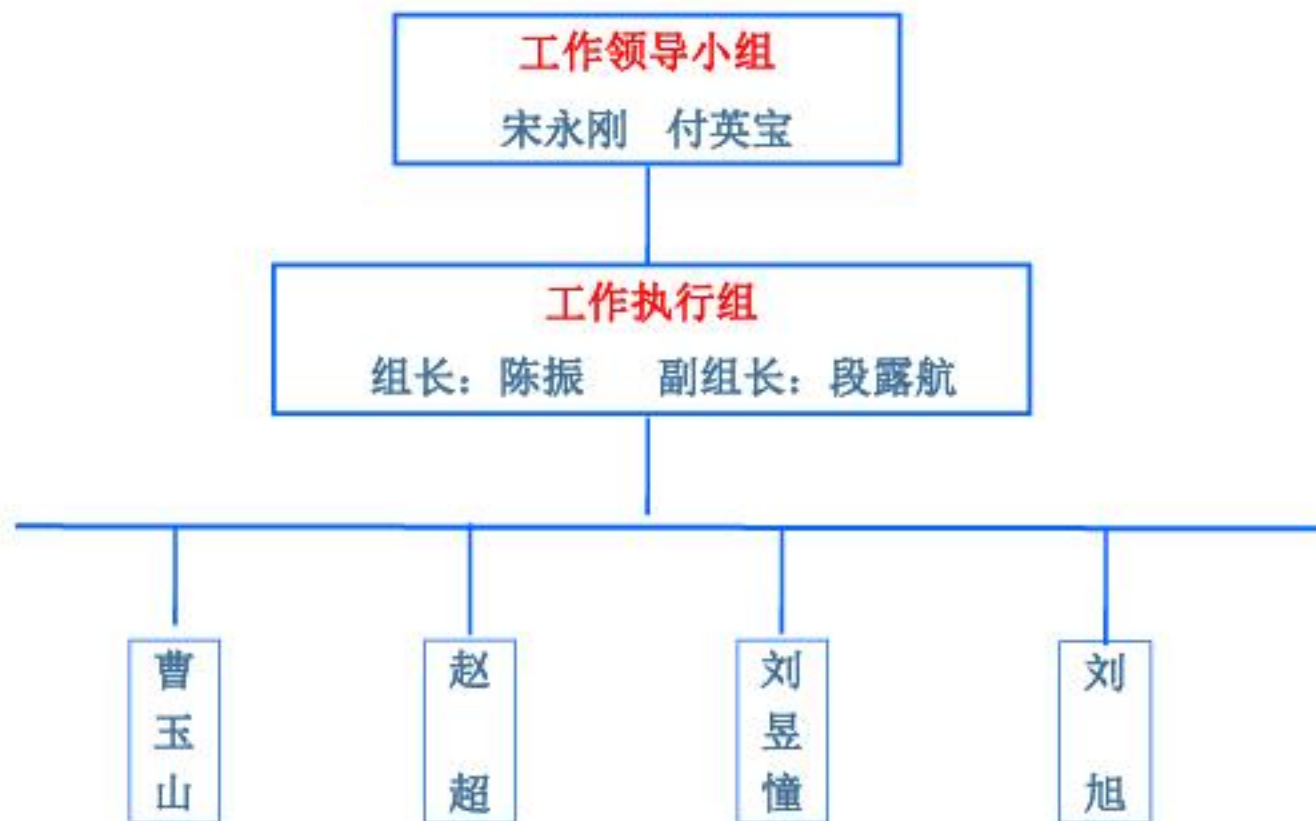 工作领导小组
宋永刚 付英宝
工作执行组
组长：陈振 副组长：段露航
曹玉山
赵超
刘昱憧
刘旭